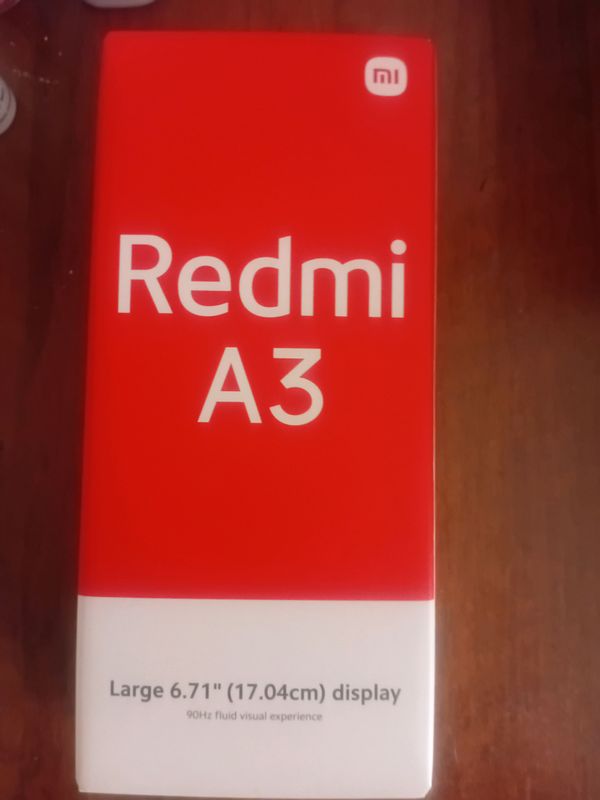 mi
Redmi
A3
Large 6.71" (17.04cm) display
90Hz fluid visual experience